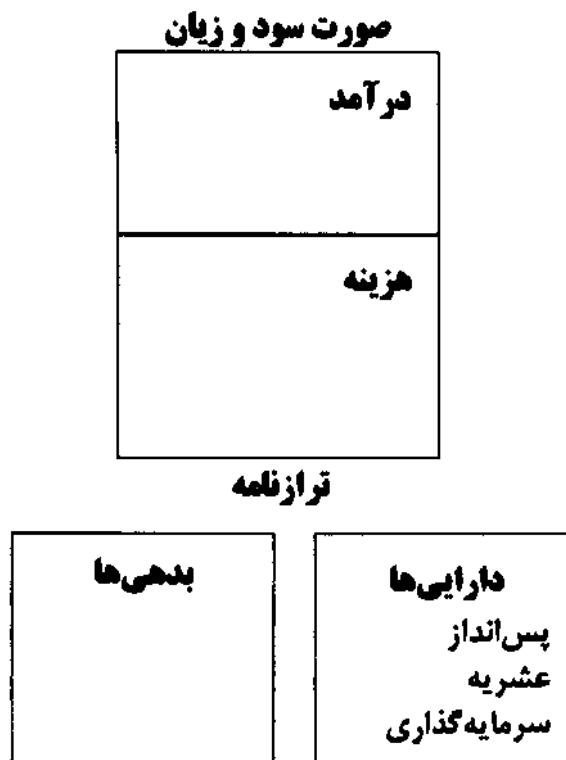 صورت سود و زیان
درآمد
هزینه
ترازنامه
دارایی‌ها
پس‌انداز
عشریه
سرمایه‌گذاری
بدهی‌ها